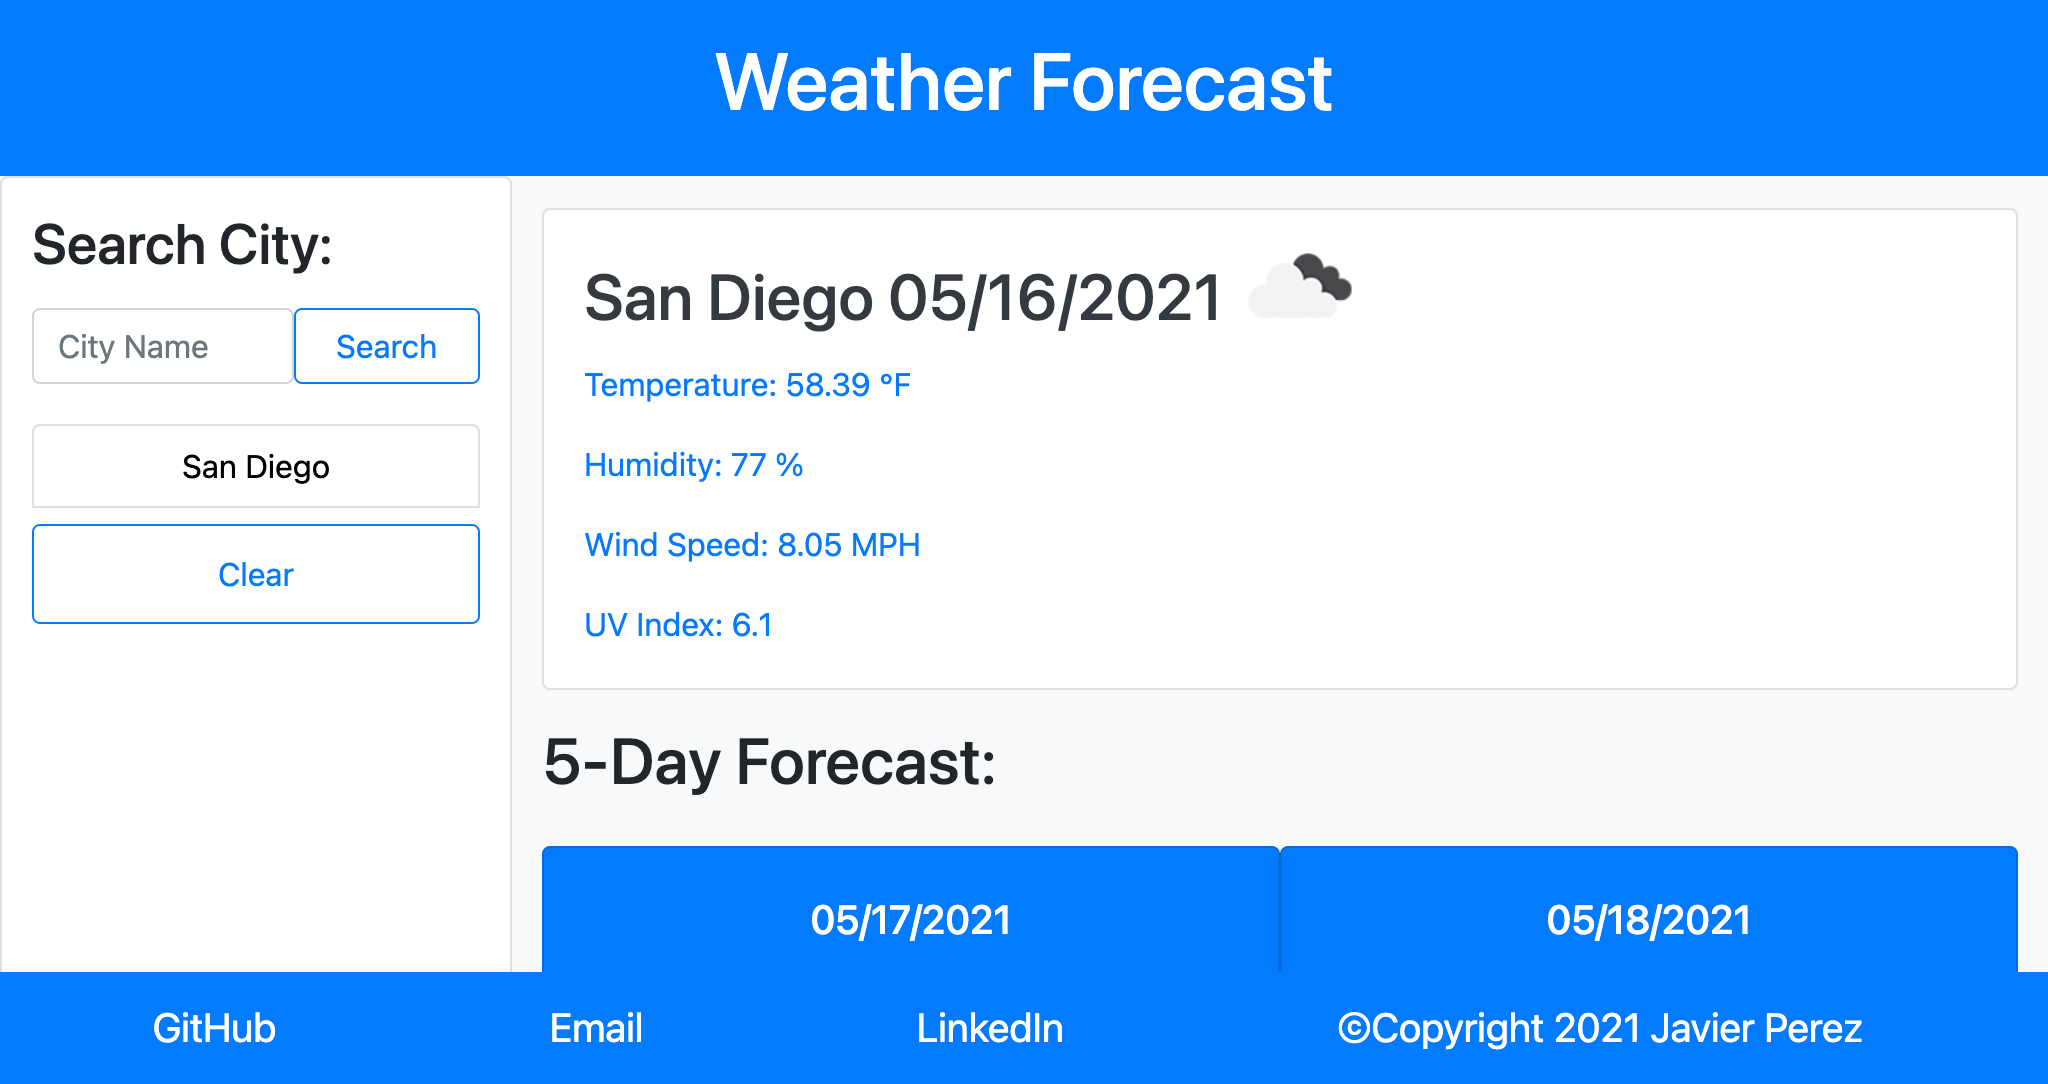 Weather Forecast
Search City:
City Name
Search
San Diego
Clear
San Diego 05/16/2021
Temperature: 58.39 °F
Humidity: 77 %
Wind Speed: 8.05 MPH
UV Index: 6.1
5-Day Forecast:
05/17/2021
05/18/2021
GitHub
Email
LinkedIn
©Copyright 2021 Javier Perez